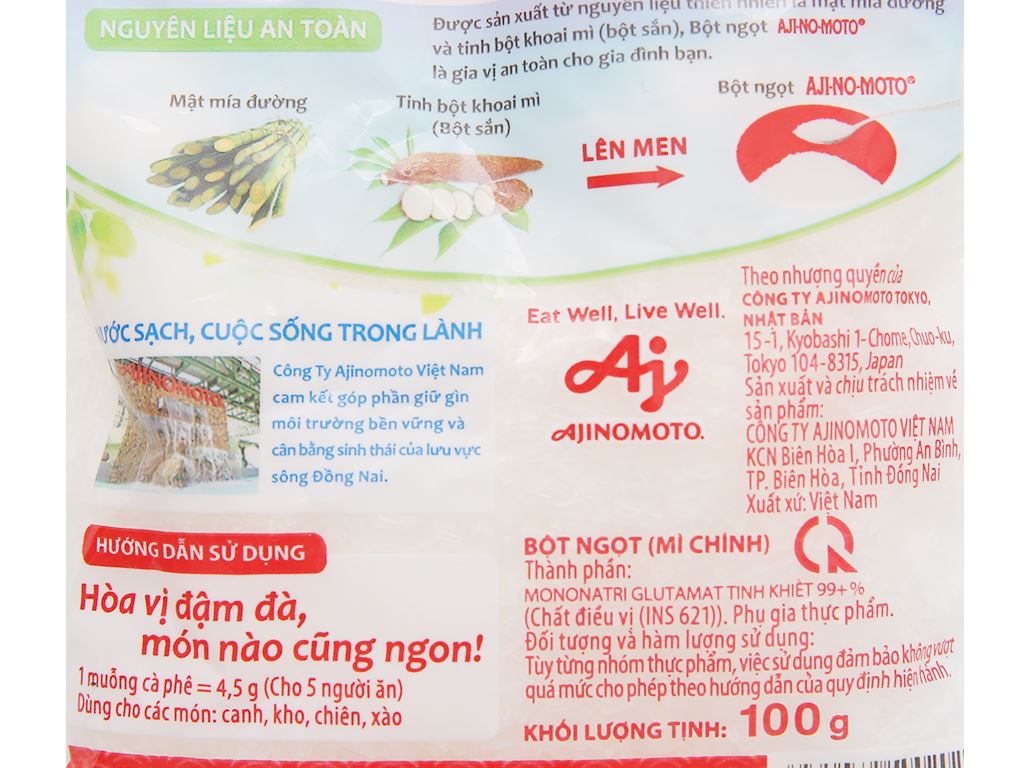 NGUYÊN LIỆU AN TOÀN
Được sản xuất từ nguyên liệu thiên nhiên là mật mía đường
và tinh bột khoai mì (bột sắn), Bột ngọt AJI-NO-MOTO®
là gia vị an toàn cho gia đình bạn.
Mật mía đường
Tinh bột khoai mì
(Bột sắn)
LÊN MEN
Bột ngọt AJI-NO-MOTO®
ƯỚC SẠCH, CUỘC SỐNG TRONG LÀNH
AJINOMOTO
Công Ty Ajinomoto Việt Nam
cam kết góp phần giữ gìn
môi trường bền vững và
cân bằng sinh thái của lưu vực
sông Đồng Nai.
Eat Well, Live Well.
Aj
AJINOMOTO.
Theo nhượng quyền của
CÔNG TY AJINOMOTO TOKYO,
NHẬT BẢN
15-1, Kyobashi 1-Chome, Chuo-ku,
Tokyo 104-8315, Japan
Sản xuất và chịu trách nhiệm về
sản phẩm:
CÔNG TY AJINOMOTO VIỆT NAM
KCN Biên Hòa I, Phường An Bình,
TP. Biên Hòa, Tỉnh Đồng Nai
Xuất xứ: Việt Nam
HƯỚNG DẪN SỬ DỤNG
Hòa vị đậm đà,
món nào cũng ngon!
1 muỗng cà phê = 4,5 g (Cho 5 người ăn)
Dùng cho các món: canh, kho, chiên, xào
BỘT NGỌT (MÌ CHÍNH)
Thành phần:
MONONATRI GLUTAMAT TINH KHIẾT 99+ %
(Chất điều vị (INS 621)). Phụ gia thực phẩm.
Đối tượng và hàm lượng sử dụng:
Tùy từng nhóm thực phẩm, việc sử dụng đảm bảo không vượt
quá mức cho phép theo hướng dẫn của quy định hiện hành.
KHỐI LƯỢNG TỊNH: 100 g